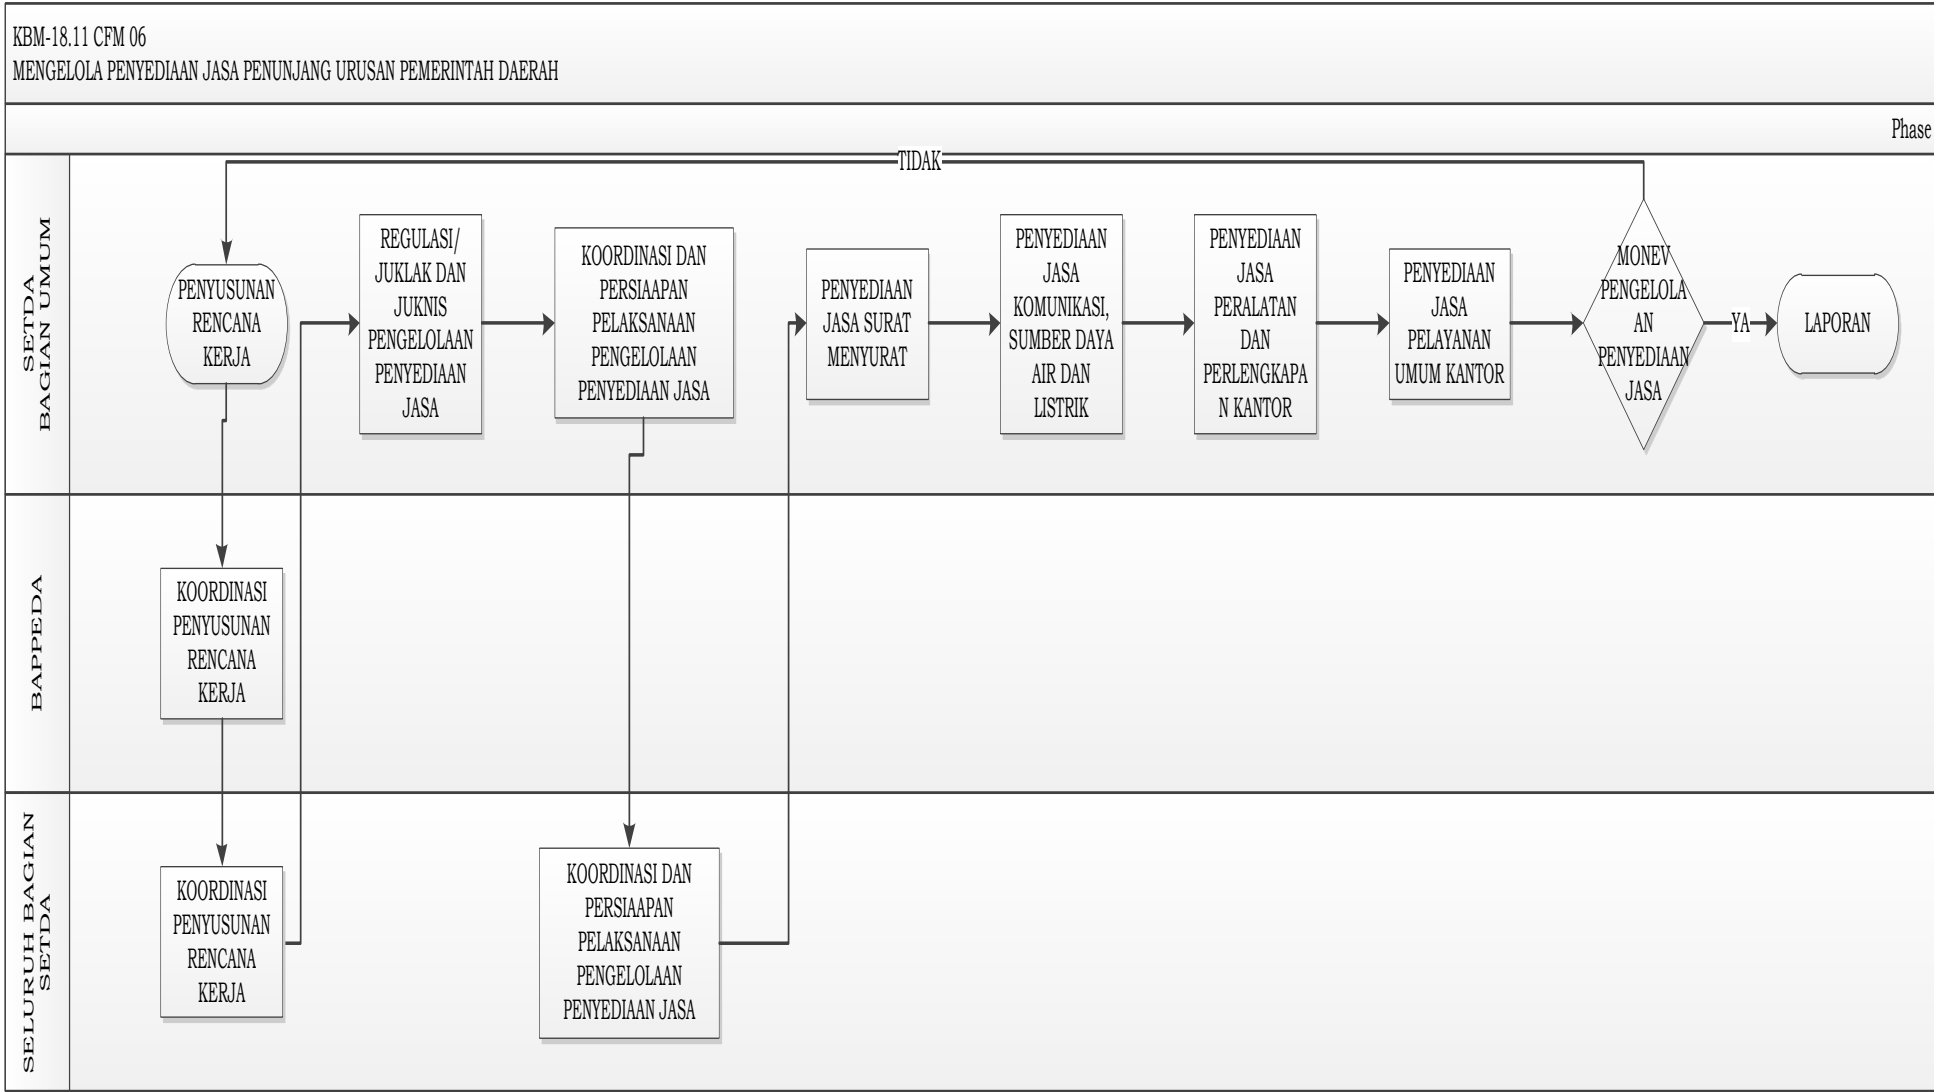 KBM-18.11 CFM 06
MENGELOLA PENYEDIAAN JASA PENUNJANG URUSAN PEMERINTAH DAERAH
Phase
SETDA
BAGIAN UMUM
TIDAK
PENYUSUNAN
RENCANA
KERJA
REGULASI/
JUKLAK DAN
JUKNIS
PENGELOLAAN
PENYEDIAAN
JASA
KOORDINASI DAN
PERSIAAPAN
PELAKSANAAN
PENGELOLAAN
PENYEDIAAN JASA
PENYEDIAAN
JASA SURAT
MENYURAT
PENYEDIAAN
JASA
KOMUNIKASI,
SUMBER DAYA
AIR DAN
LISTRIK
PENYEDIAAN
JASA
PERALATAN
DAN
PERLENGKAPA
N KANTOR
PENYEDIAAN
JASA
PELAYANAN
UMUM KANTOR
MONEV
PENGELOLA
AN
PENYEDIAAN
JASA
YA
LAPORAN
BAPPEDA
KOORDINASI
PENYUSUNAN
RENCANA
KERJA
SELURUH BAGIAN
SETDA
KOORDINASI
PENYUSUNAN
RENCANA
KERJA
KOORDINASI DAN
PERSIAAPAN
PELAKSANAAN
PENGELOLAAN
PENYEDIAAN JASA